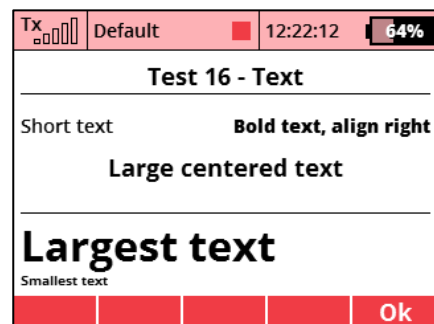 Tx Default 12:22:12 64%
Test 16 - Text
Short text Bold text, align right
Large centered text
Largest text
Smallest text
Ok